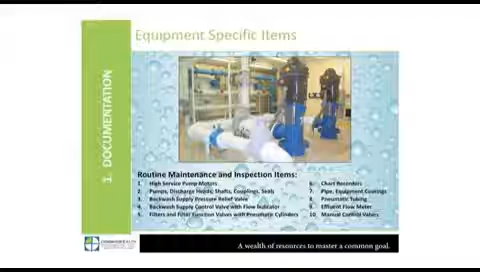 Equipment Specific Items
1. DOCUMENTATION
Routine Maintenance and Inspection Items:
1. High Service Pump Motors
2. Pumps, Discharge Heads, Shafts, Couplings, Seals
3. Backwash Supply Pressure Relief Valve
4. Backwash Supply Control Valve with Flow Indicator
5. Filters and Filter Function Valves with Pneumatic Cylinders
6. Chart Recorders
7. Pipe, Equipment Coatings
8. Pneumatic Tubing
9. Effluent Flow Meter
10. Manual Control Valves
COMMONWEALTH
A wealth of resources to master a common goal.